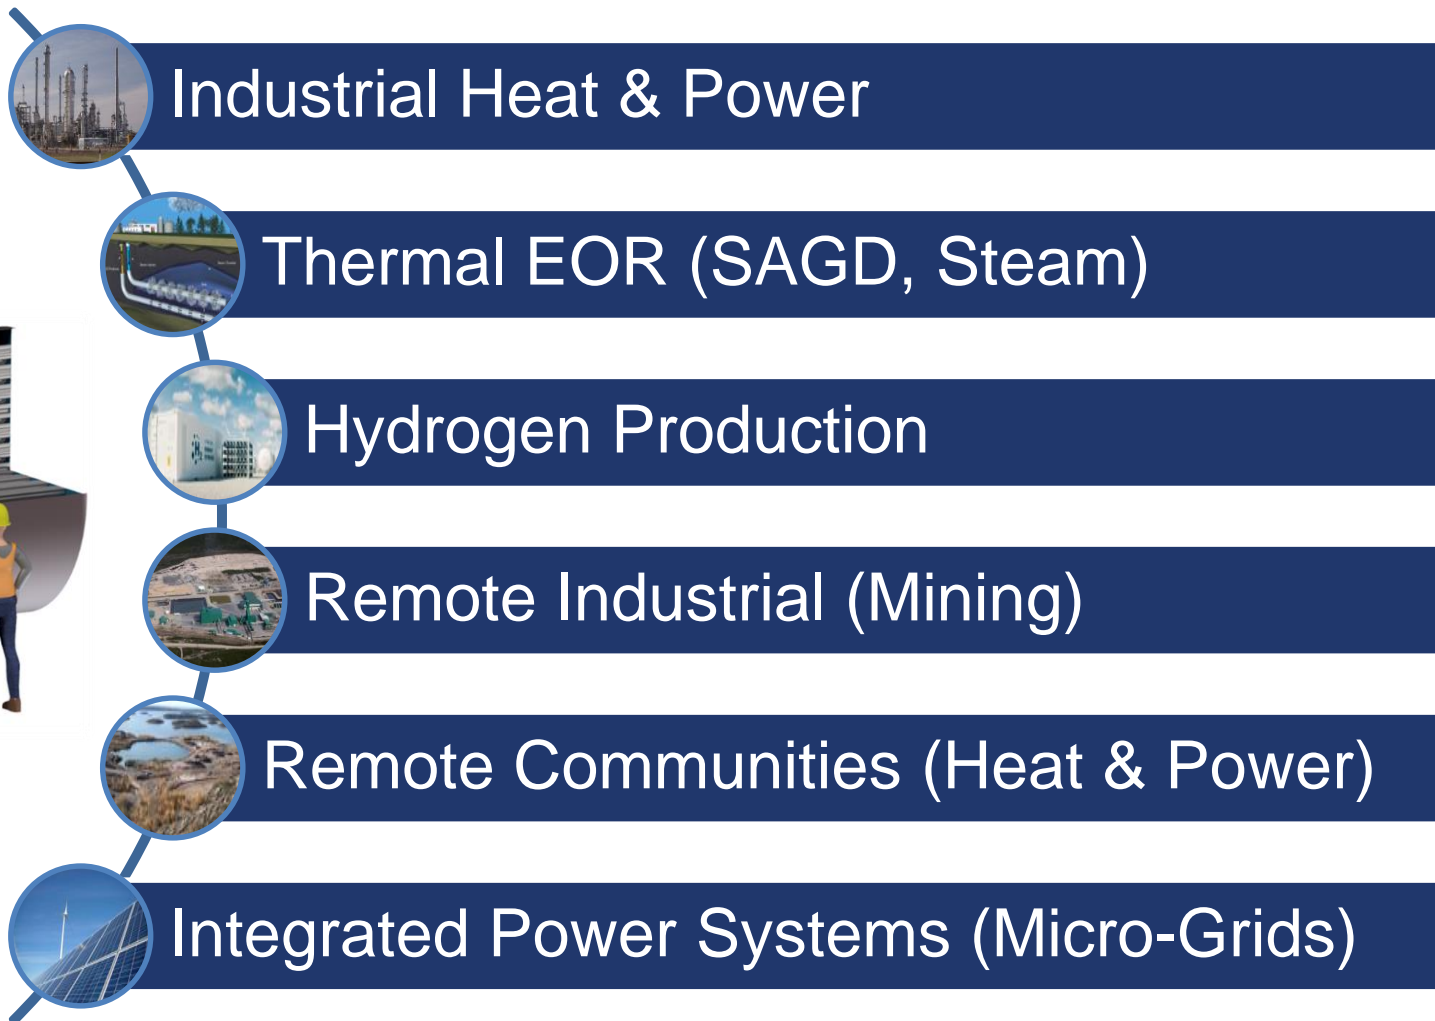 Industrial Heat & Power
Thermal EOR (SAGD, Steam)
Hydrogen Production
Remote Industrial (Mining)
Remote Communities (Heat & Power)
Integrated Power Systems (Micro-Grids)